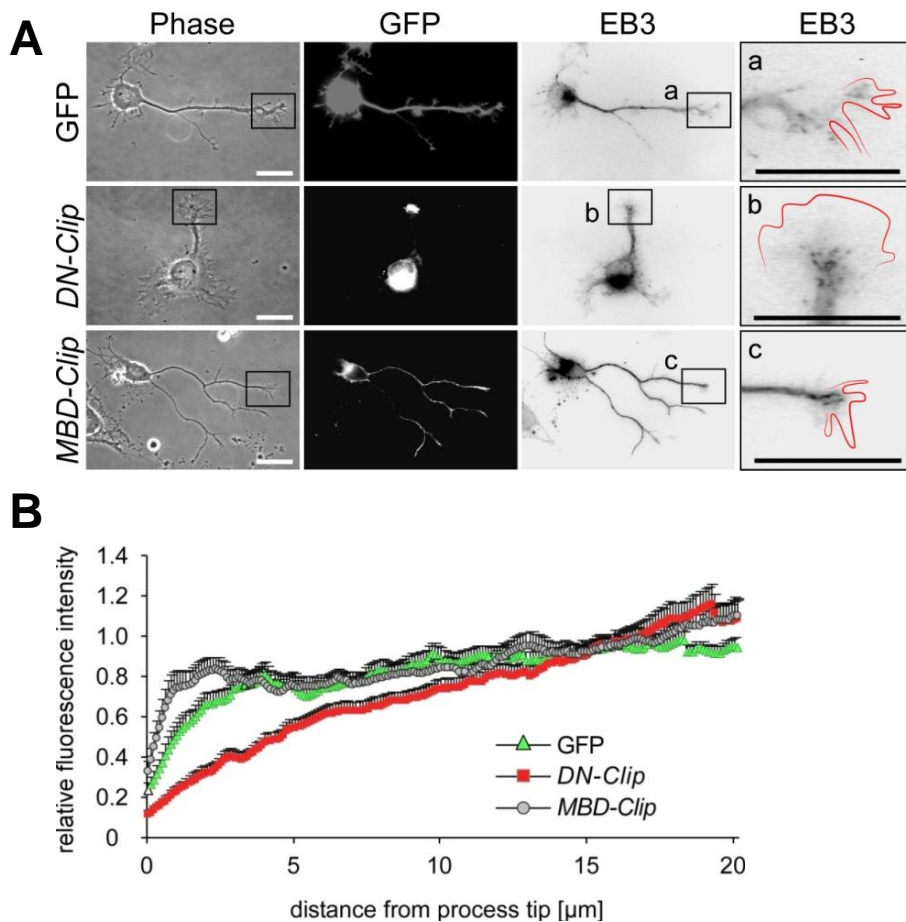 A
Phase GFP EB3 EB3
GFP
a
a
DN-Clip
b
b
MBD-Clip
c
c
B
relative fluorescence intensity
1.4
1.2
1.0
0.8
0.6
0.4
0.2
0
GFP
DN-Clip
MBD-Clip
0 5 10 15 20
distance from process tip [µm]